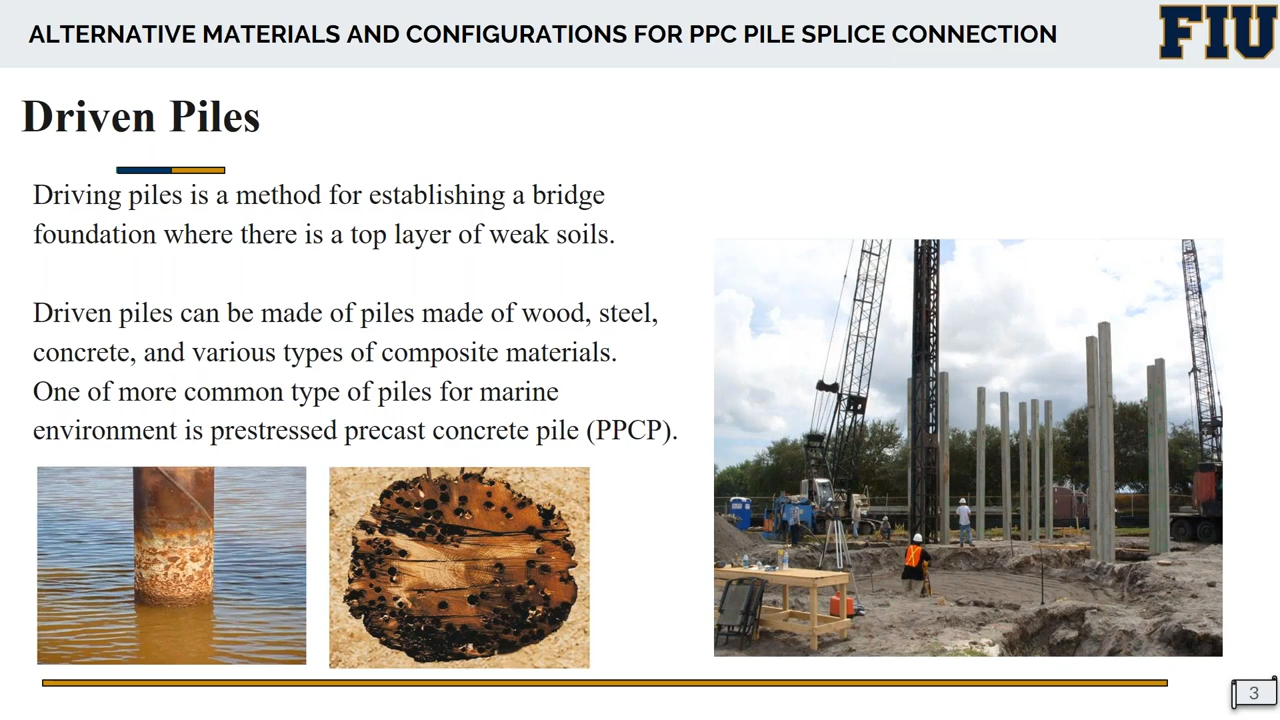 ALTERNATIVE MATERIALS AND CONFIGURATIONS FOR PPC PILE SPLICE CONNECTION
FIU
Driven Piles
Driving piles is a method for establishing a bridge
foundation where there is a top layer of weak soils.
Driven piles can be made of piles made of wood, steel,
concrete, and various types of composite materials.
One of more common type of piles for marine
environment is prestressed precast concrete pile (PPCP).
3